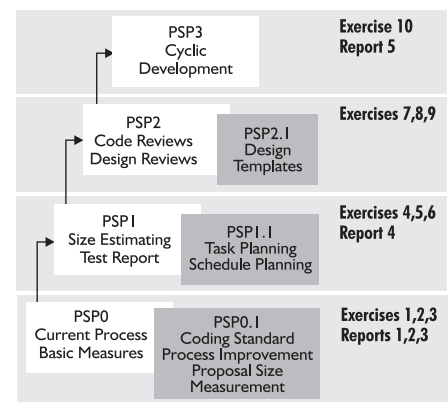 PSP3
Cyclic
Development
Exercise 10
Report 5
PSP2
Code Reviews
Design Reviews
PSP2.1
Design
Templates
Exercises 7,8,9
PSP1
Size Estimating
Test Report
PSP1.1
Task Planning
Schedule Planning
Exercises 4,5,6
Report 4
PSP0
Current Process
Basic Measures
PSP0.1
Coding Standard
Process Improvement
Proposal Size
Measurement
Exercises 1,2,3
Reports 1,2,3